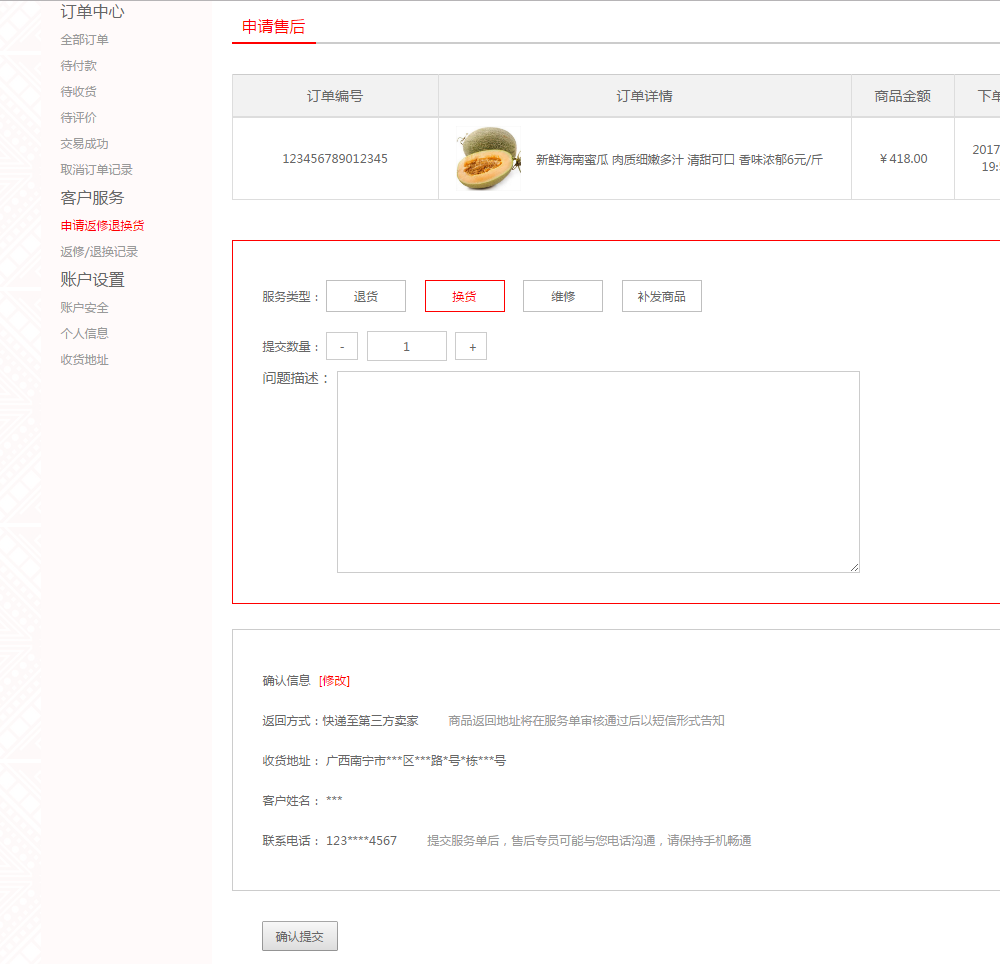 订单中心
全部订单
待付款
待收货
待评价
交易成功
取消订单记录
客户服务
申请返修退换货
返修/退换记录
账户设置
账户安全
个人信息
收货地址
申请售后
订单编号 订单详情 商品金额 下单
123456789012345 新鲜海南蜜瓜 肉质细嫩多汁 清甜可口 香味浓郁6元/斤 ￥418.00 2017
19:
服务类型： 退货 换货 维修 补发商品
提交数量： - 1 +
问题描述：
确认信息 [修改]
返回方式：快递至第三方卖家 商品返回地址将在服务单审核通过后以短信形式告知
收货地址： 广西南宁市***区***路*号*栋***号
客户姓名： ***
联系电话： 123****4567 提交服务单后，售后专员可能与您电话沟通，请保持手机畅通
确认提交